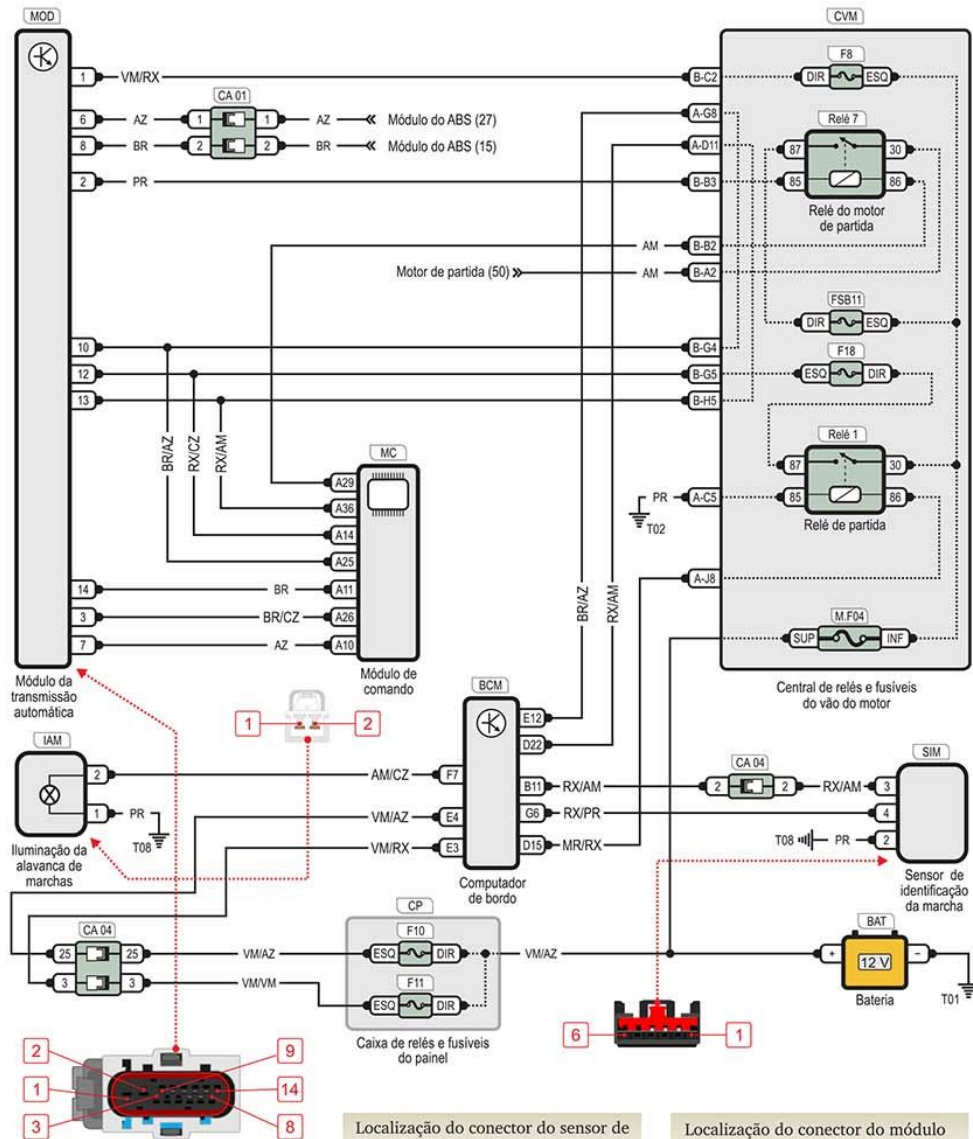 MOD
CVM
F8
1 VM/RX B-C2 DIR ESQ
CA 01
A-G8
6 AZ 1 1 AZ Módulo do ABS (27)
Relé 7
8 BR 2 2 BR Módulo do ABS (15)
A-D11 87 30
2 PR B-B3 85 86
Relé do motor
de partida
AM B-B2
Motor de partida (50) AM B-A2
FSB11
DIR ESQ
10 B-G4
F18
12 B-G5 ESQ DIR
13 B-H5
BR/AZ
RX/CZ
RX/AM
MC
Relé 1
87 30
A29
A36
PR A-C5 85 86
T02
Relé de partida
A14
A25
14 BR A11
A-J8
BR/AZ
RX/AM
3 BR/CZ A26
M.F04
7 AZ A10
SUP INF
Módulo da
transmissão
automática
Módulo de
comando
Central de relés e fusíveis
do vão do motor
BCM
1 2
E12
D22
IAM
SIM
CA 04
2 AM/CZ F7
B11 RX/AM 2 2 RX/AM 3
1 PR
T08
VM/AZ E4
G6 RX/PR 4
VM/RX E3
D15 MR/RX
T08 PR 2
Iluminação da
alavanca de
marchas
Computador
de bordo
Sensor de
identificação
da marcha
CA 04
CP
F10
BAT
25 25 VM/AZ ESQ DIR VM/AZ
+ −
12 V
3 3 VM/VM
F11
ESQ DIR
Bateria
T01
Caixa de relés e fusíveis
do painel
6 1
2 9
1 14
3 8
Localização do conector do sensor de
Localização do conector do módulo